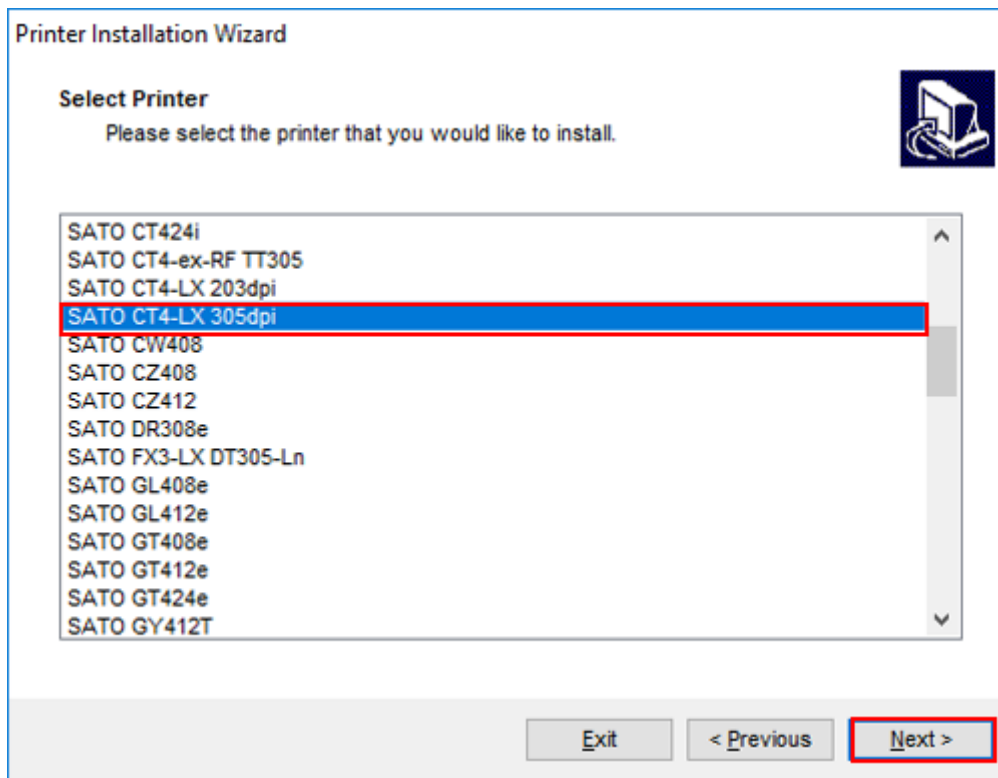 Printer Installation Wizard
Select Printer
Please select the printer that you would like to install.
SATO CT424i
SATO CT4-ex-RF TT305
SATO CT4-LX 203dpi
SATO CT4-LX 305dpi
SATO CW408
SATO CZ408
SATO CZ412
SATO DR308e
SATO FX3-LX DT305-Ln
SATO GL408e
SATO GL412e
SATO GT408e
SATO GT412e
SATO GT424e
SATO GY412T
Exit < Previous Next >